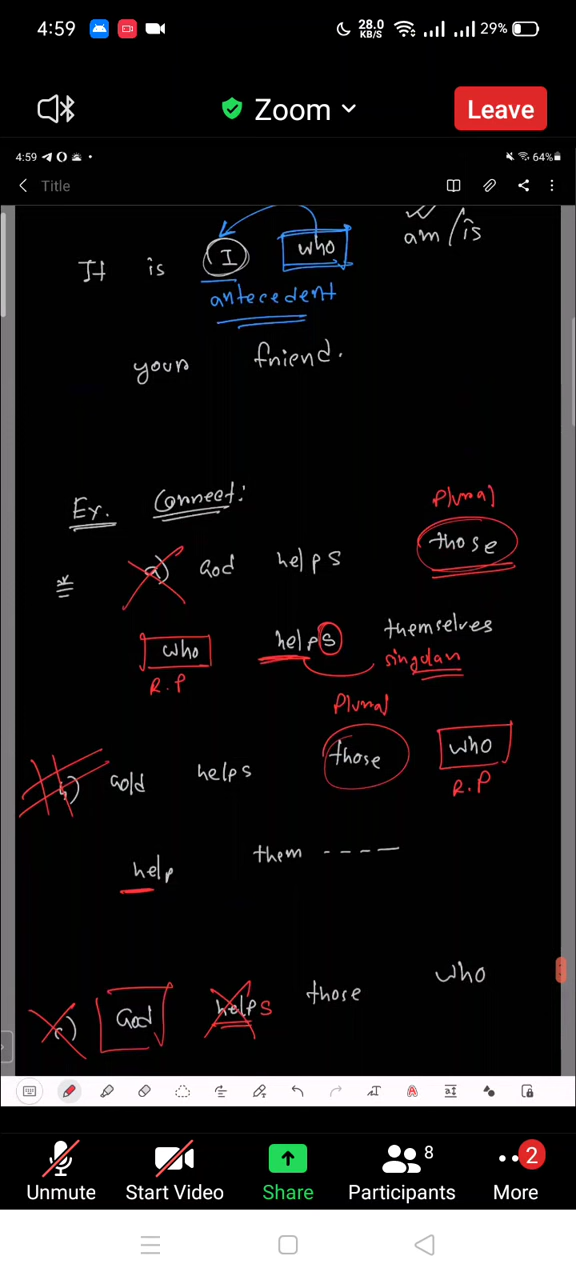 4:59 28.0 KB/S 29%
Zoom Leave
4:59 64%
Title
am/is
It is I who
antecedent
your friend.
Plural
Ex. Connect:
a) God helps those
who helps themselves
R.P singular
Plural
b) God helps those who
R.P
help them ----
c) God helps those who
Unmute Start Video Share Participants 8 More 2